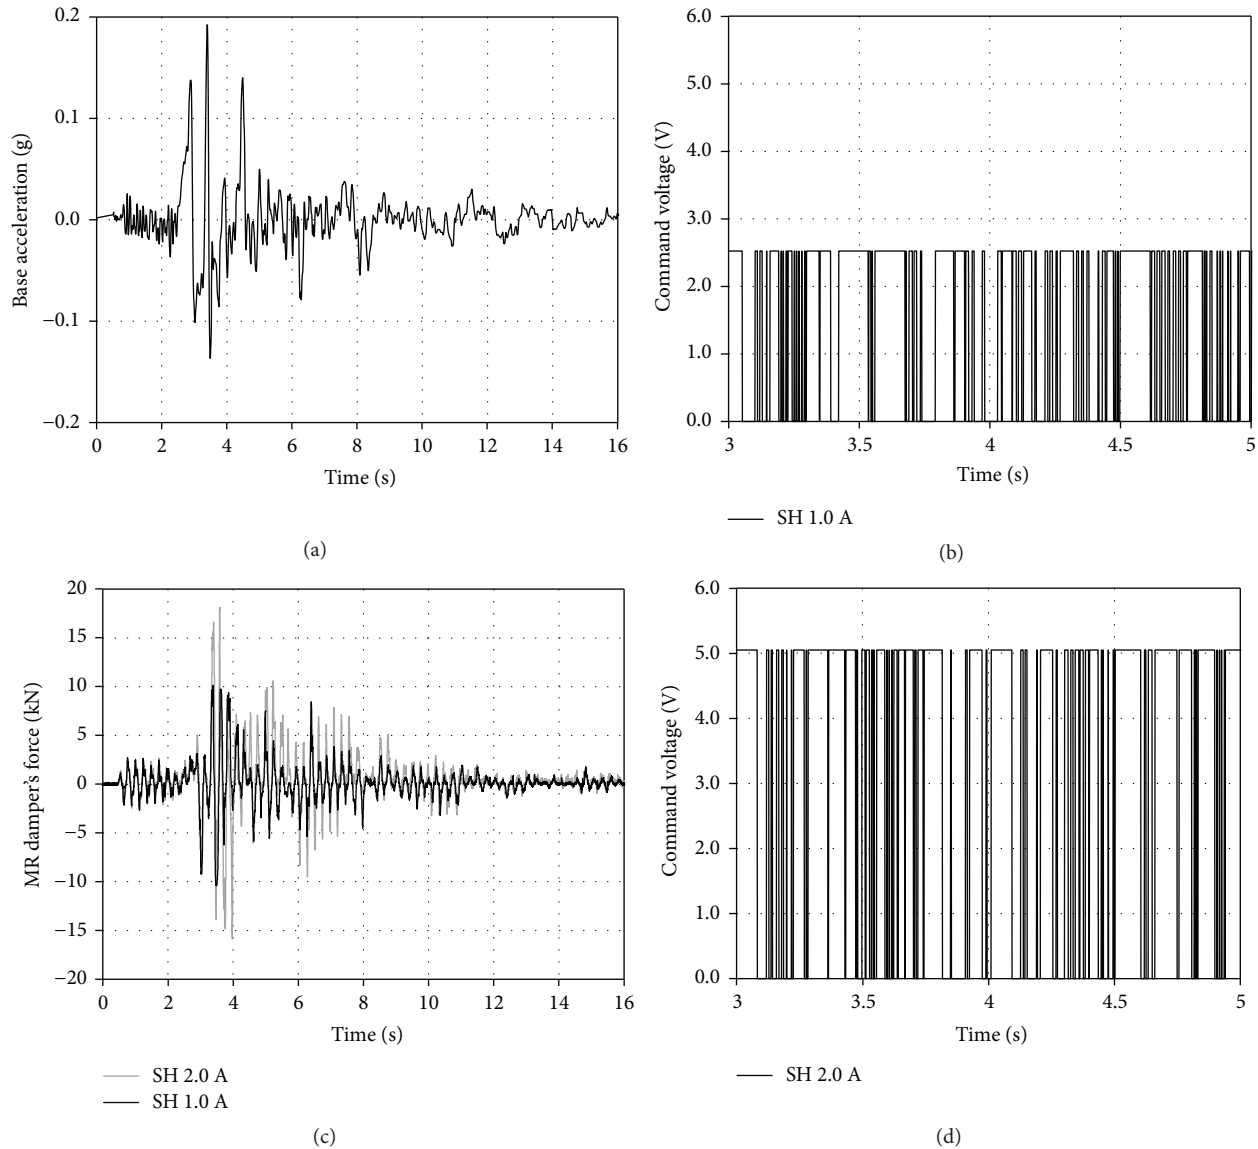 0.2
0.1
0.0
−0.1
−0.2
Base acceleration (g)
0 2 4 6 8 10 12 14 16
Time (s)
(a)
6.0
5.0
4.0
3.0
2.0
1.0
0.0
Command voltage (V)
3 3.5 4 4.5 5
Time (s)
SH 1.0 A
(b)
20
15
10
5
0
−5
−10
−15
−20
MR damper's force (kN)
0 2 4 6 8 10 12 14 16
Time (s)
SH 2.0 A
SH 1.0 A
(c)
6.0
5.0
4.0
3.0
2.0
1.0
0.0
Command voltage (V)
3 3.5 4 4.5 5
Time (s)
SH 2.0 A
(d)